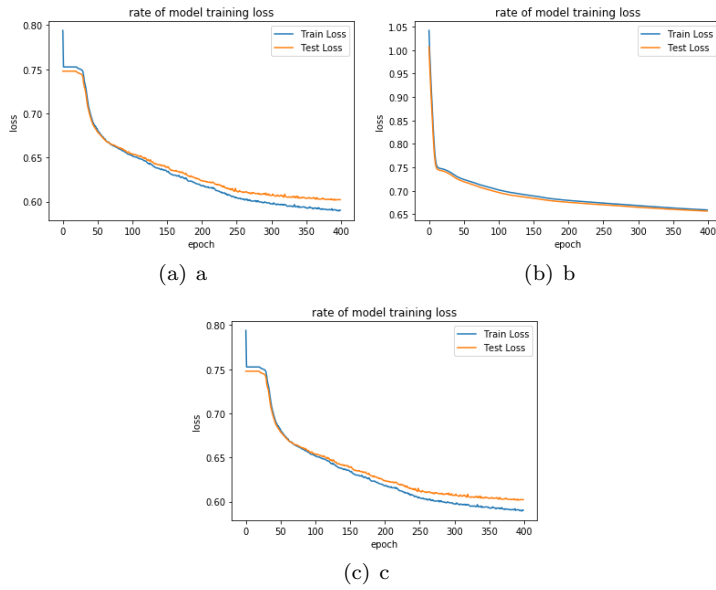 rate of model training loss
0.80
0.75
0.70
0.65
0.60
loss
Train Loss
Test Loss
0 50 100 150 200 250 300 350 400
epoch
(a) a
rate of model training loss
1.05
1.00
0.95
0.90
0.85
0.80
0.75
0.70
0.65
loss
Train Loss
Test Loss
0 50 100 150 200 250 300 350 400
epoch
(b) b
rate of model training loss
0.80
0.75
0.70
0.65
0.60
loss
Train Loss
Test Loss
0 50 100 150 200 250 300 350 400
epoch
(c) c